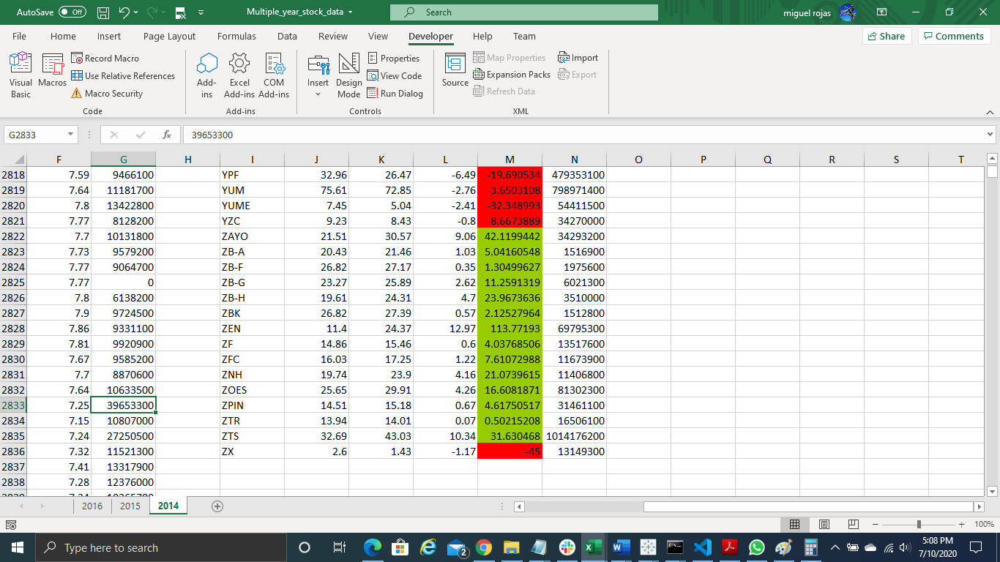 AutoSave Off Multiple_year_stock_data Search miguel rojas
File Home Insert Page Layout Formulas Data Review View Developer Help Team Share Comments
Visual Basic Macros Record Macro Use Relative References Macro Security
Add-ins Excel Add-ins COM Add-ins
Insert Design Mode Properties View Code Run Dialog
Source Map Properties Expansion Packs Refresh Data Import Export
Code Add-ins Controls XML
G2833 fx 39653300
F G H I J K L M N O P Q R S T
2818 7.59 9466100 YPF 32.96 26.47 -6.49 -19.690534 479353100
2819 7.64 11181700 YUM 75.61 72.85 -2.76 -3.6503108 798971400
2820 7.8 13422800 YUME 7.45 5.04 -2.41 -32.348993 54411500
2821 7.77 8128200 YZC 9.23 8.43 -0.8 -8.6673889 34270000
2822 7.7 10131800 ZAYO 21.51 30.57 9.06 42.1199442 34293200
2823 7.73 9579200 ZB-A 20.43 21.46 1.03 5.04160548 1516900
2824 7.77 9064700 ZB-F 26.82 27.17 0.35 1.30499627 1975600
2825 7.77 0 ZB-G 23.27 25.89 2.62 11.2591319 6021300
2826 7.8 6138200 ZB-H 19.61 24.31 4.7 23.9673636 3510000
2827 7.9 9724500 ZBK 26.82 27.39 0.57 2.12527964 1512800
2828 7.86 9331100 ZEN 11.4 24.37 12.97 113.77193 69795300
2829 7.81 9920900 ZF 14.86 15.46 0.6 4.03768506 13517600
2830 7.67 9585200 ZFC 16.03 17.25 1.22 7.61072988 11673900
2831 7.7 8870600 ZNH 19.74 23.9 4.16 21.0739615 11406800
2832 7.64 10633500 ZOES 25.65 29.91 4.26 16.6081871 81302300
2833 7.25 39653300 ZPIN 14.51 15.18 0.67 4.61750517 31461100
2834 7.15 10807000 ZTR 13.94 14.01 0.07 0.50215208 16506100
2835 7.24 27250500 ZTS 32.69 43.03 10.34 31.630468 1014176200
2836 7.32 11521300 ZX 2.6 1.43 -1.17 -45 13149300
2837 7.41 13317900
2838 7.28 12376000
2016 2015 2014
100%
Type here to search 2 5:08 PM
7/10/2020